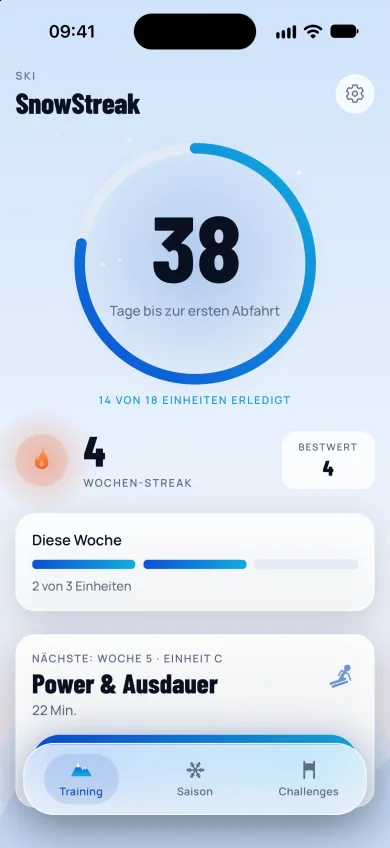 09:41
SKI
SnowStreak
38
Tage bis zur ersten Abfahrt
14 VON 18 EINHEITEN ERLEDIGT
4
WOCHEN-STREAK
BESTWERT
4
Diese Woche
2 von 3 Einheiten
NÄCHSTE: WOCHE 5 · EINHEIT C
Power & Ausdauer
22 Min.
Training
Saison
Challenges